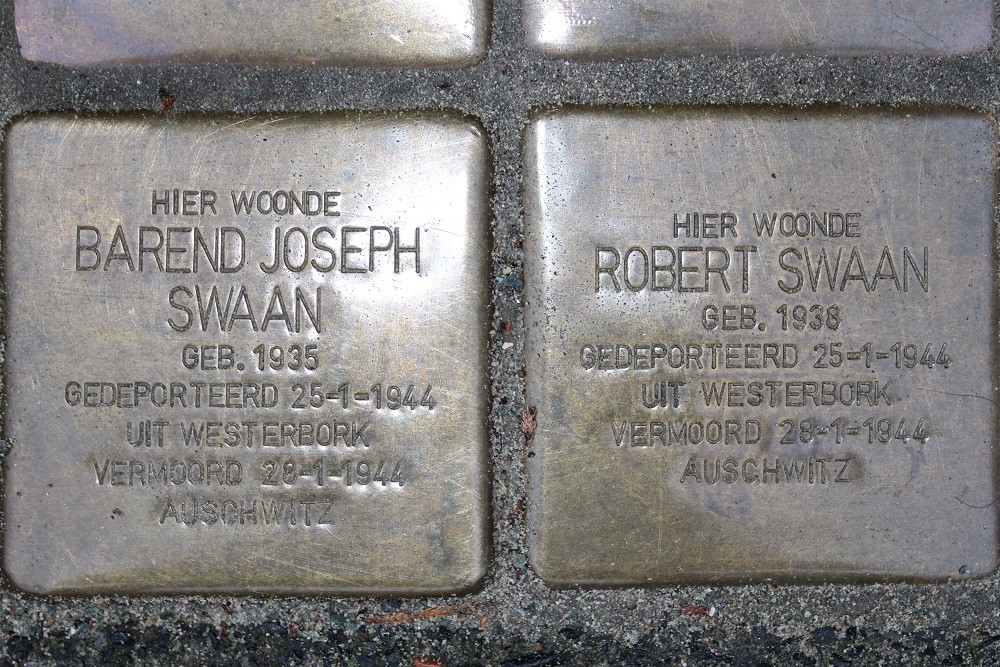 HIER WOONDE
BAREND JOSEPH
SWAAN
GEB. 1935
GEDEPORTEERD 25-1-1944
UIT WESTERBORK
VERMOORD 28-1-1944
AUSCHWITZ
HIER WOONDE
ROBERT SWAAN
GEB. 1938
GEDEPORTEERD 25-1-1944
UIT WESTERBORK
VERMOORD 28-1-1944
AUSCHWITZ